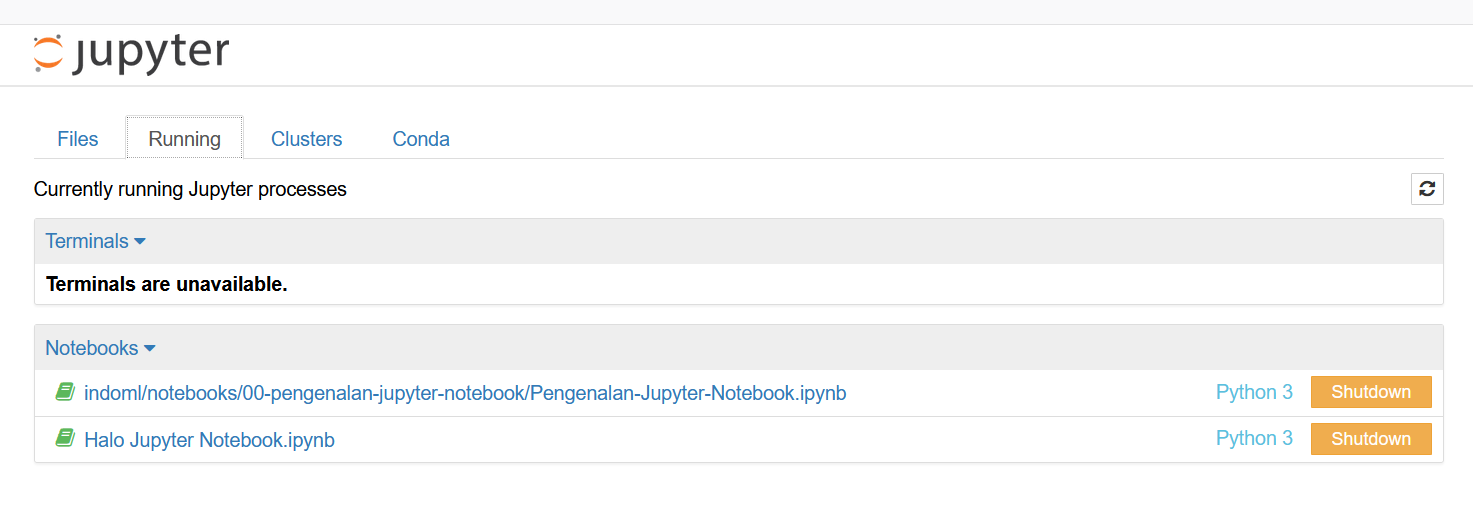 jupyter
Files Running Clusters Conda
Currently running Jupyter processes
Terminals
Terminals are unavailable.
Notebooks
indoml/notebooks/00-pengenalan-jupyter-notebook/Pengenalan-Jupyter-Notebook.ipynb Python 3 Shutdown
Halo Jupyter Notebook.ipynb Python 3 Shutdown